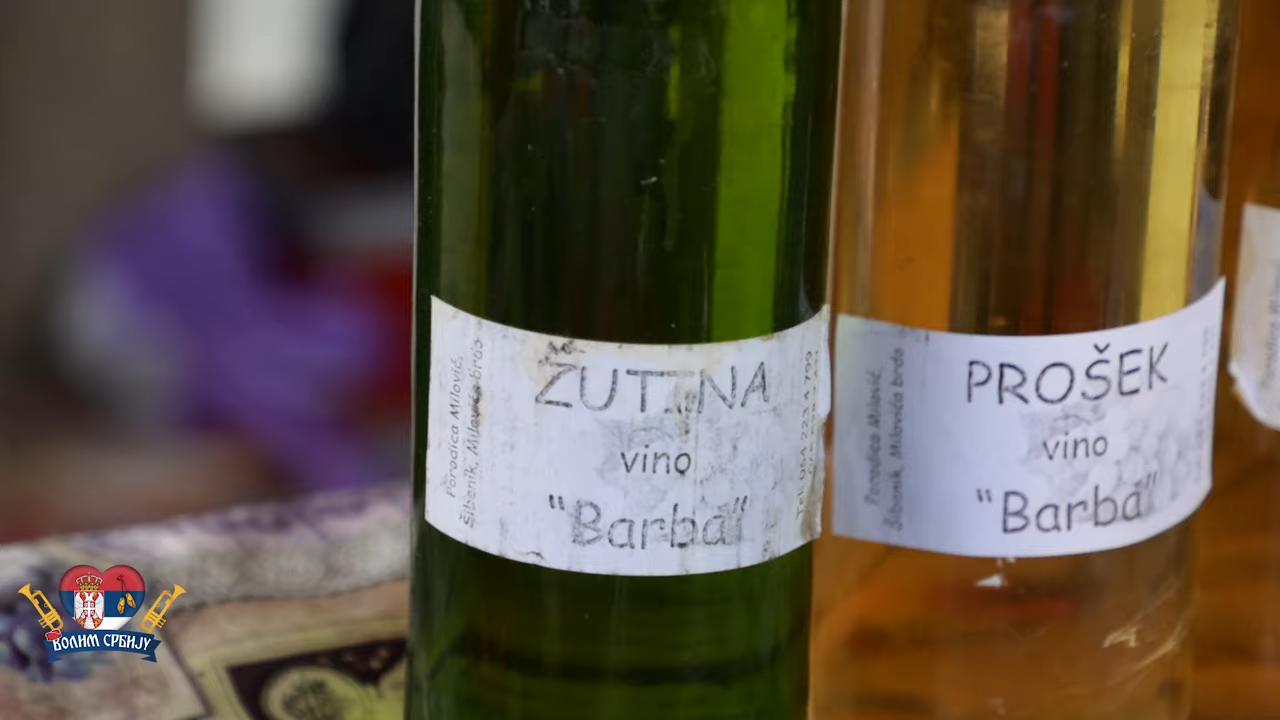 ŽUTINA
vino
"Barba"
Porodica Milović,
Šibenik, Milovića brdo
PROŠEK
vino
"Barba"
Porodica Milović
Šibenik Milovića brdo
ВОЛИМ СРБИЈУ